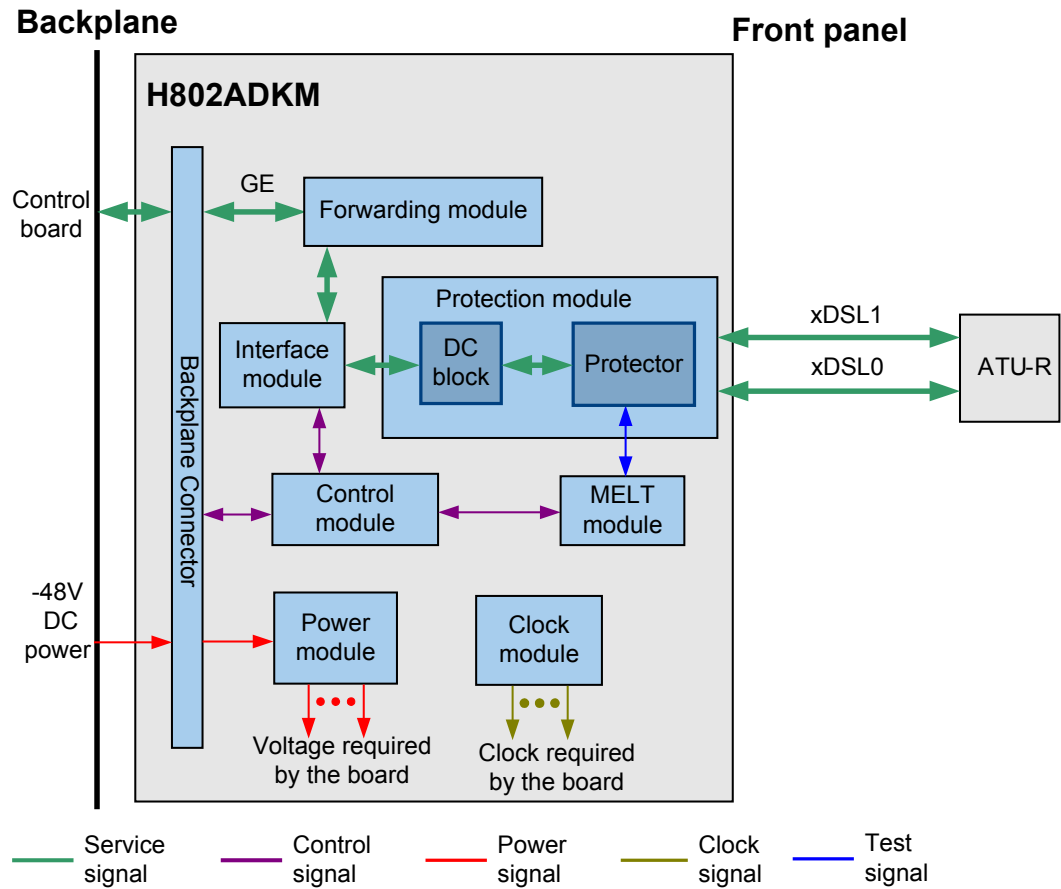 Backplane
Front panel
H802ADKM
Control
board
GE
Forwarding module
Protection module
Interface
module
DC
block
Protector
xDSL1
xDSL0
ATU-R
Backplane Connector
Control
module
MELT
module
-48V
DC
power
Power
module
Clock
module
Voltage required
by the board
Clock required
by the board
Service
signal
Control
signal
Power
signal
Clock
signal
Test
signal